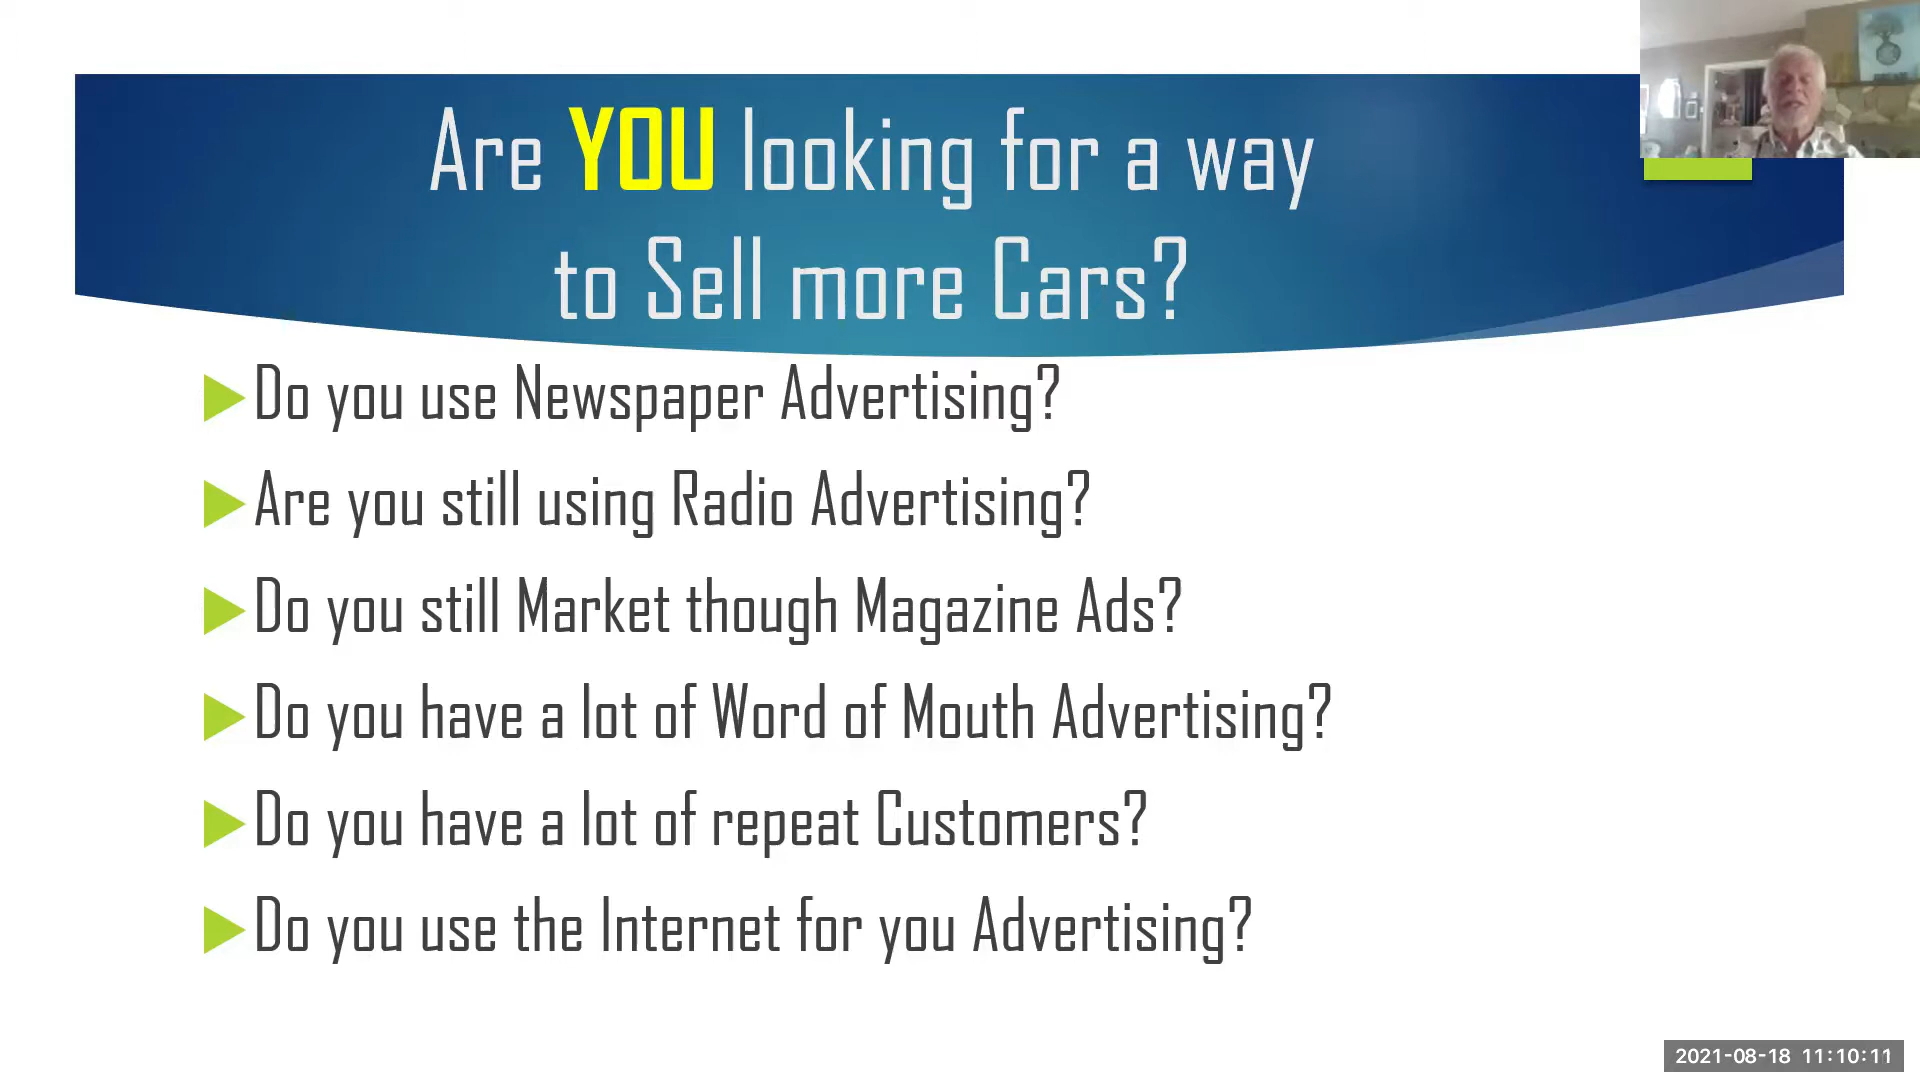 Are YOU looking for a way
to Sell more Cars?
Do you use Newspaper Advertising?
Are you still using Radio Advertising?
Do you still Market though Magazine Ads?
Do you have a lot of Word of Mouth Advertising?
Do you have a lot of repeat Customers?
Do you use the Internet for you Advertising?
2021-08-18 11:10:11